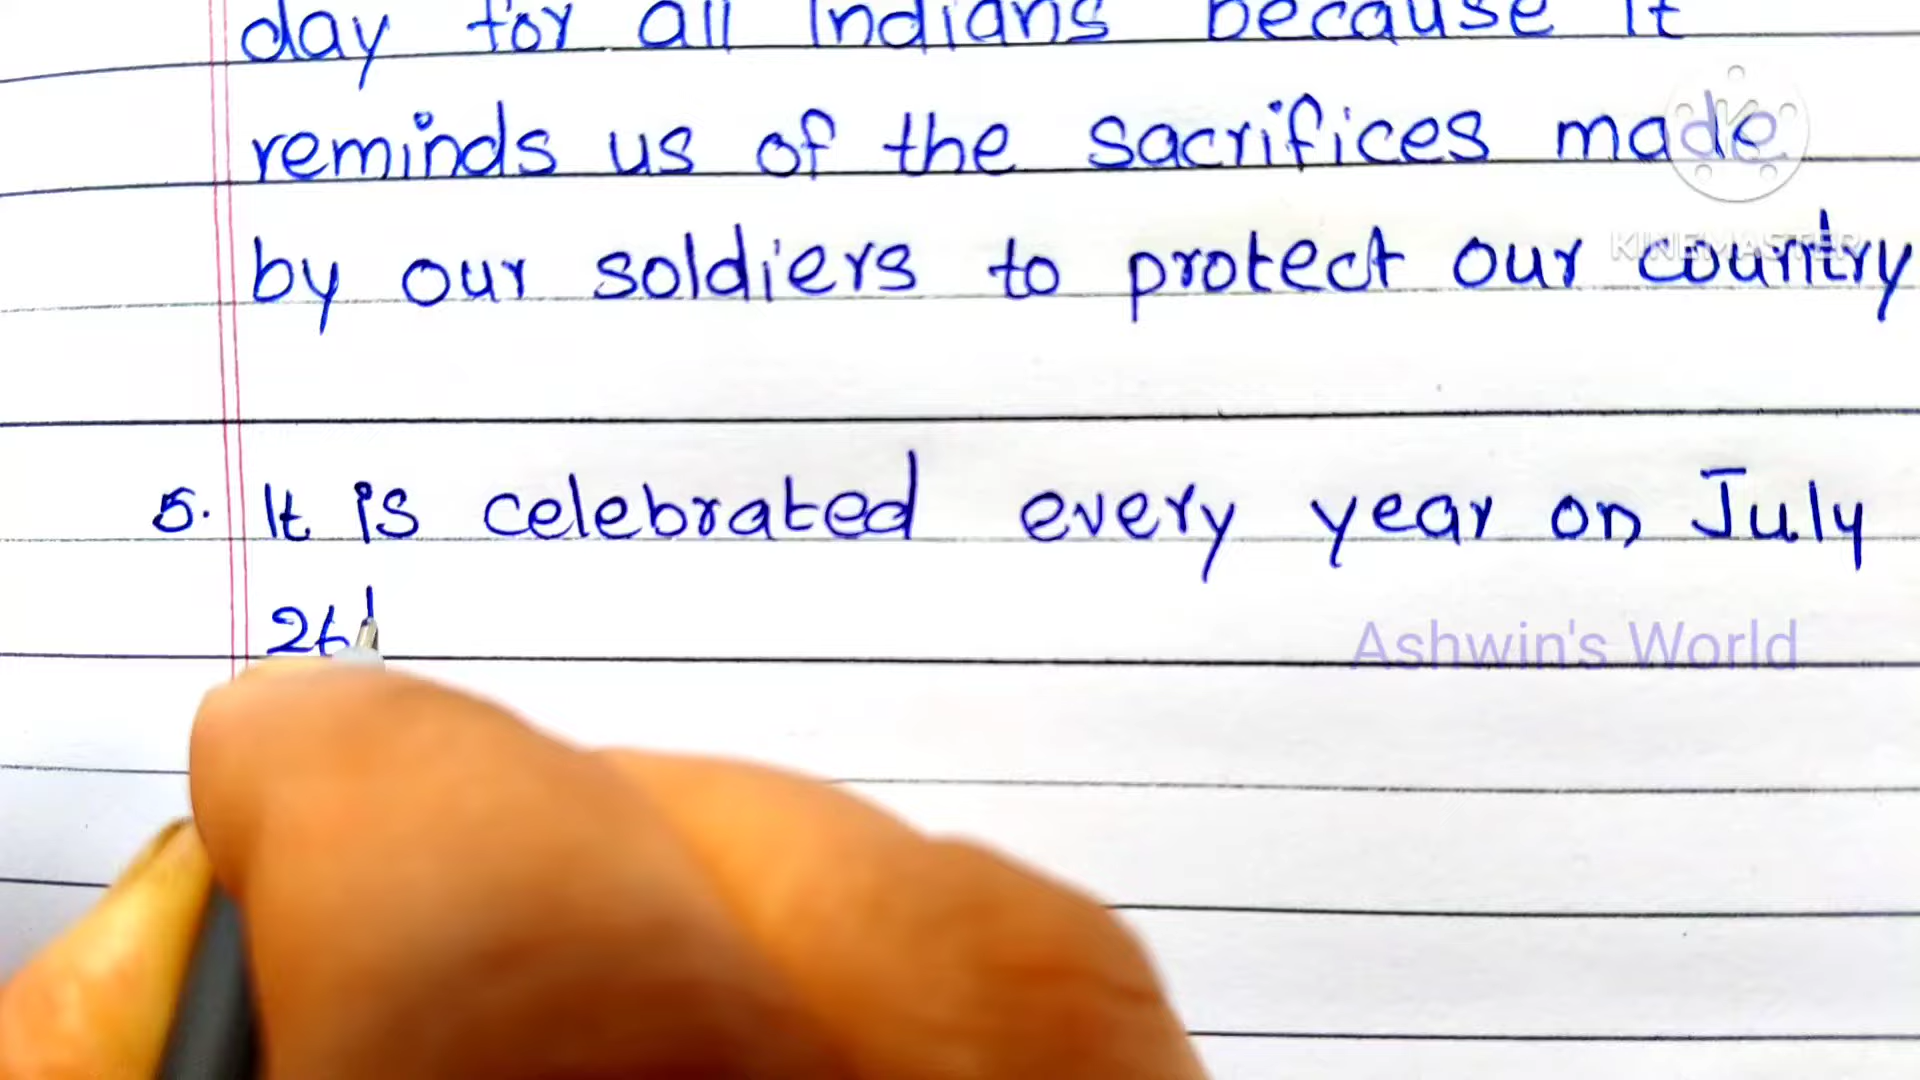 day for all Indians because it
reminds us of the sacrifices made
by our soldiers to protect our country
KINEMASTER
5. It is celebrated every year on July
26
Ashwin's World